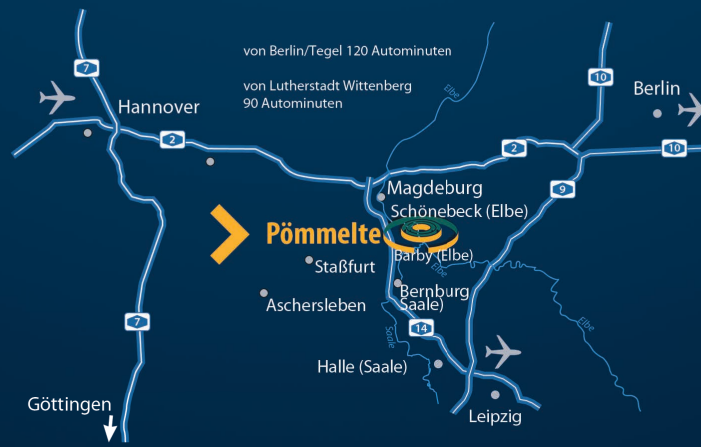 von Berlin/Tegel 120 Autominuten
7
10
Elbe
von Lutherstadt Wittenberg
90 Autominuten
Berlin
Hannover
2
2
10
9
Magdeburg
Schönebeck (Elbe)
Pömmelte
Barby (Elbe)
Elbe
Staßfurt
Bernburg
Saale)
Aschersleben
7
Elbe
14
Saale
Halle (Saale)
Göttingen
Leipzig